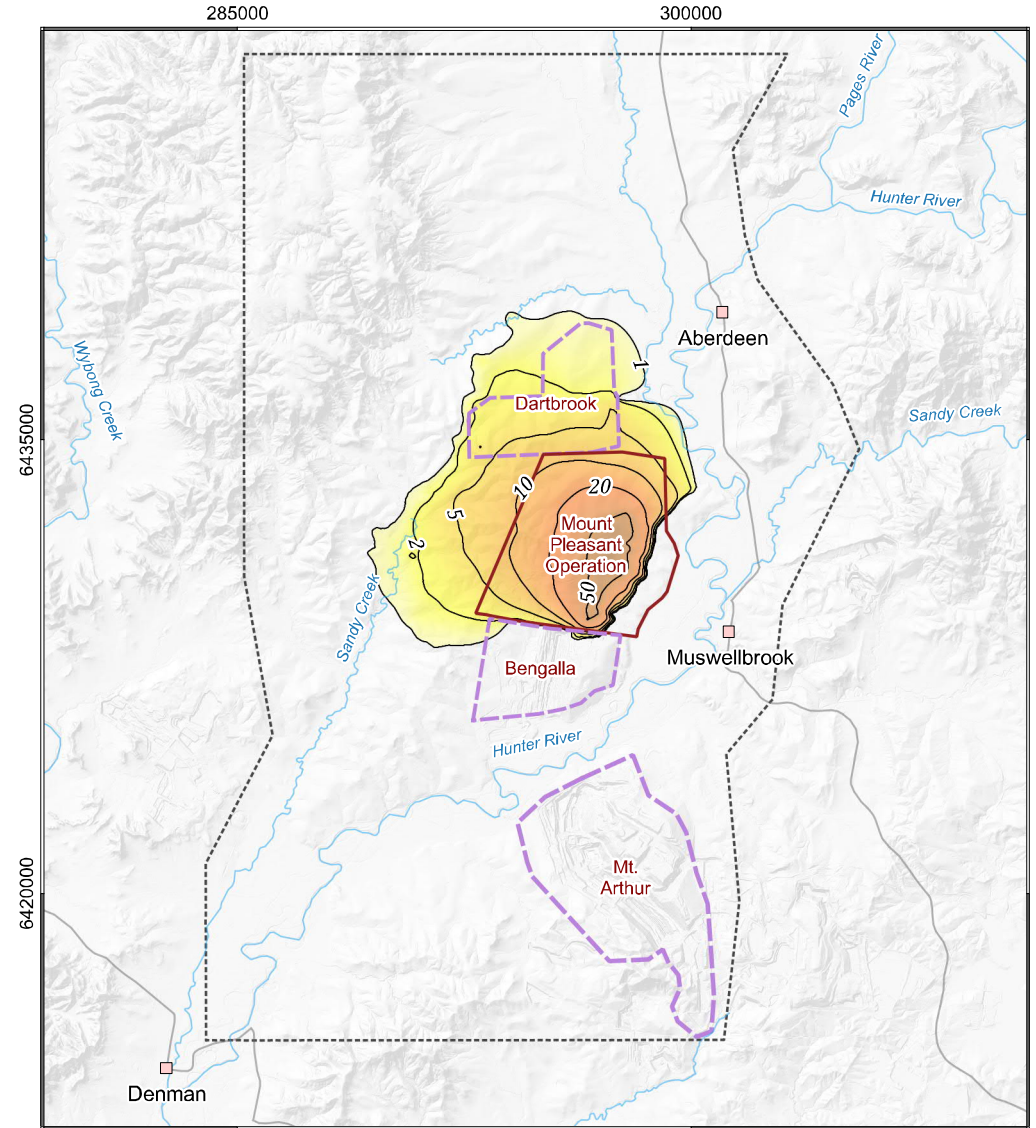 285000
300000
Pages River
Hunter River
Aberdeen
1
Wybong Creek
Dartbrook
Sandy Creek
6435000
10
20
5
Mount
Pleasant
Operation
2
50
Sandy Creek
Muswellbrook
Bengalla
Hunter River
Mt.
Arthur
6420000
Denman